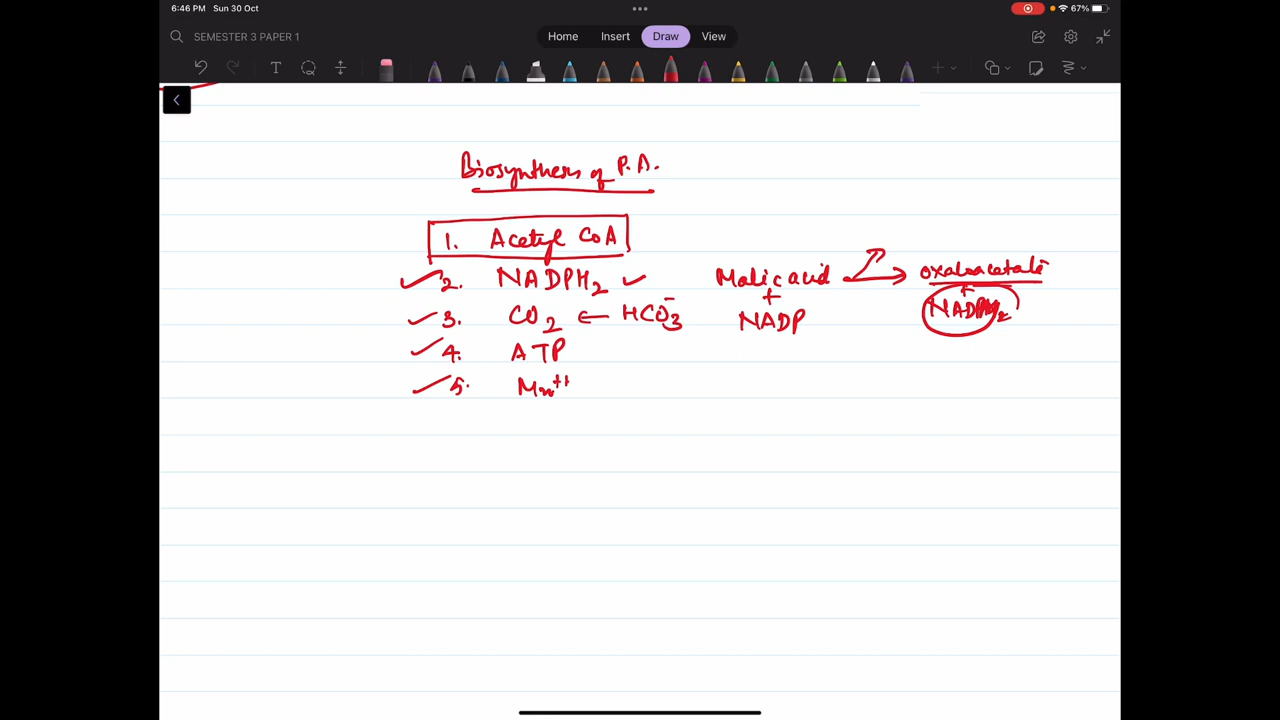 6:46 PM Sun 30 Oct
67%
SEMESTER 3 PAPER 1
Home Insert Draw View
Biosynthesis of P.A.
1. Acetyl CoA
2. NADPH2
3. CO2 ← HCO3-
4. ATP
5. Mn++
Malic acid → oxaloacetate
+ +
NADP NADPH2